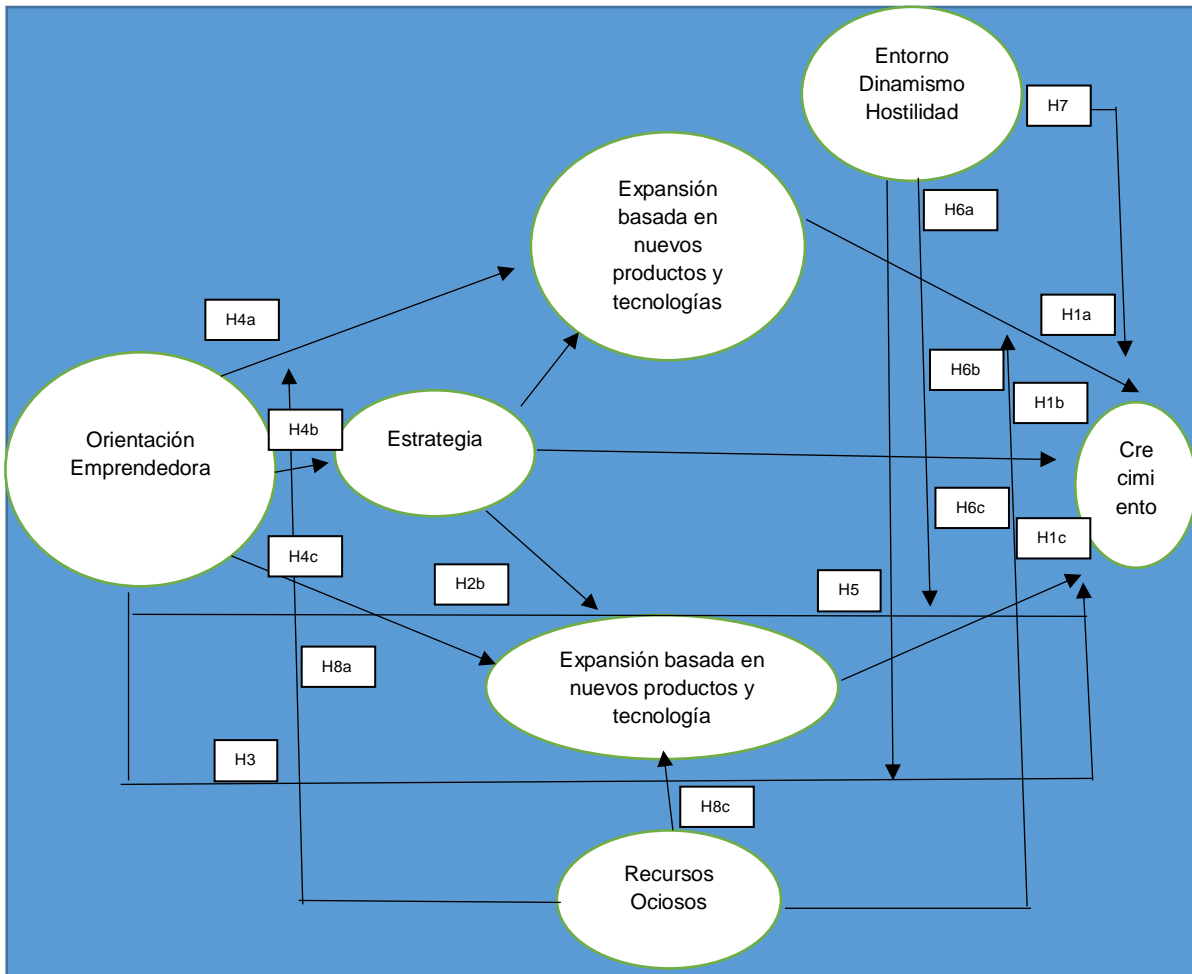 Entorno
Dinamismo
Hostilidad
H7
Expansión
basada en
nuevos
productos y
tecnologías
H6a
H4a
H1a
H6b
H1b
Orientación
Emprendedora
H4b
Estrategia
Cre
cimi
ento
H6c
H1c
H4c
H2b
H5
H8a
Expansión basada en
nuevos productos y
tecnología
H3
H8c
Recursos
Ociosos